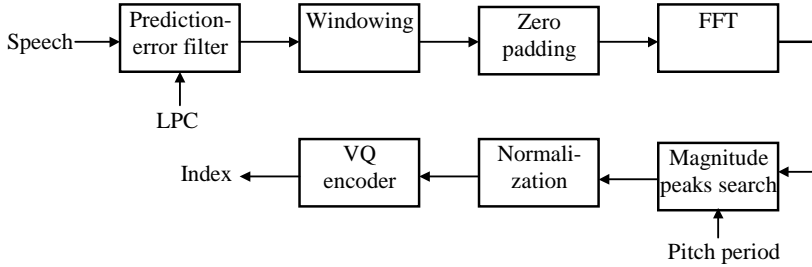 Speech
Prediction-
error filter
Windowing
Zero
padding
FFT
LPC
Index
VQ
encoder
Normali-
zation
Magnitude
peaks search
Pitch period